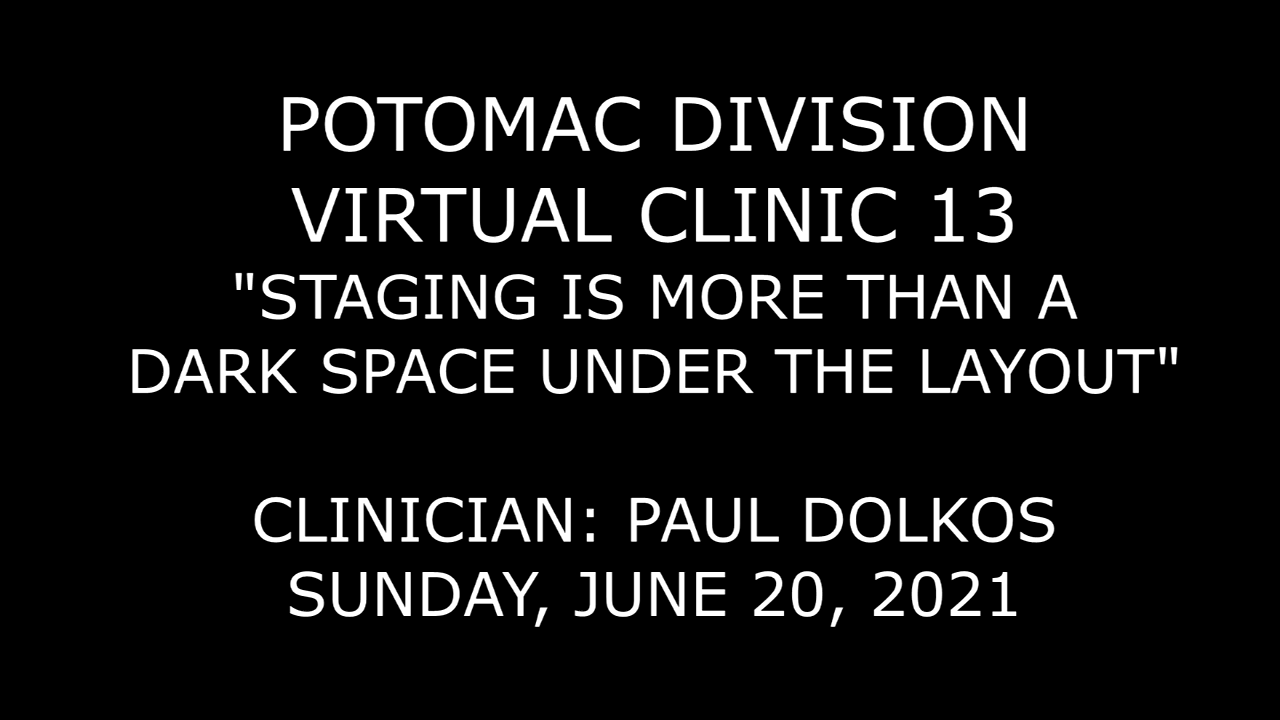 POTOMAC DIVISION
VIRTUAL CLINIC 13
"STAGING IS MORE THAN A
DARK SPACE UNDER THE LAYOUT"
CLINICIAN: PAUL DOLKOS
SUNDAY, JUNE 20, 2021